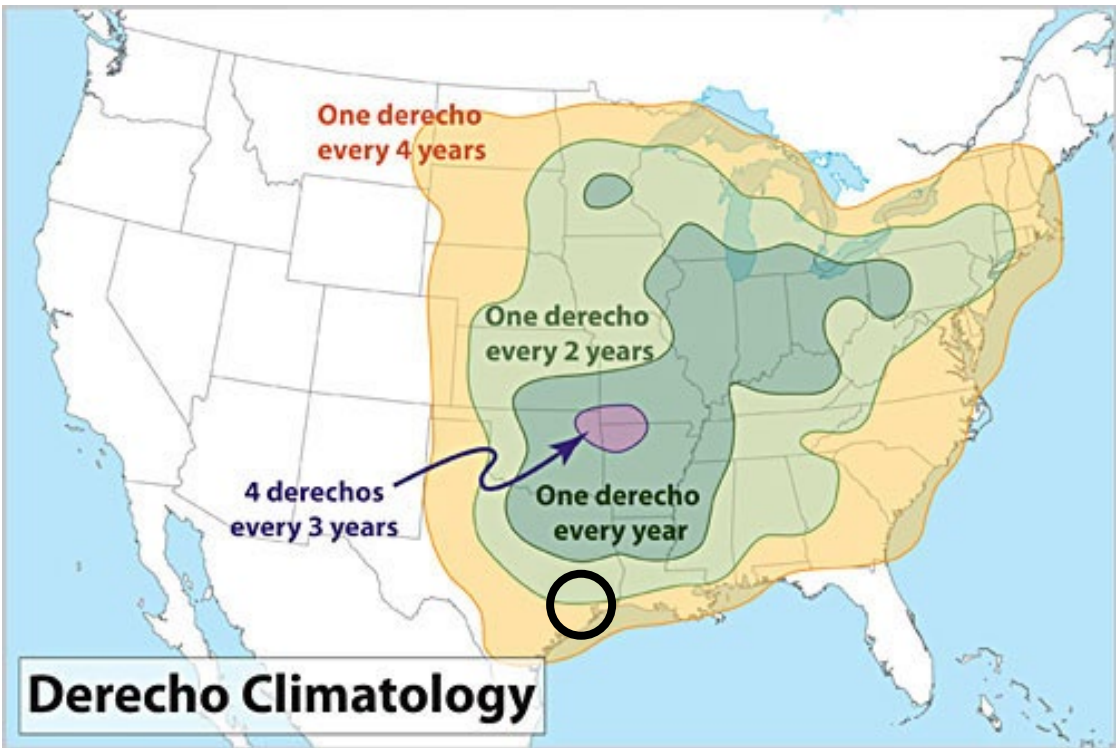 One derecho
every 4 years
One derecho
every 2 years
4 derechos
every 3 years
One derecho
every year
Derecho Climatology